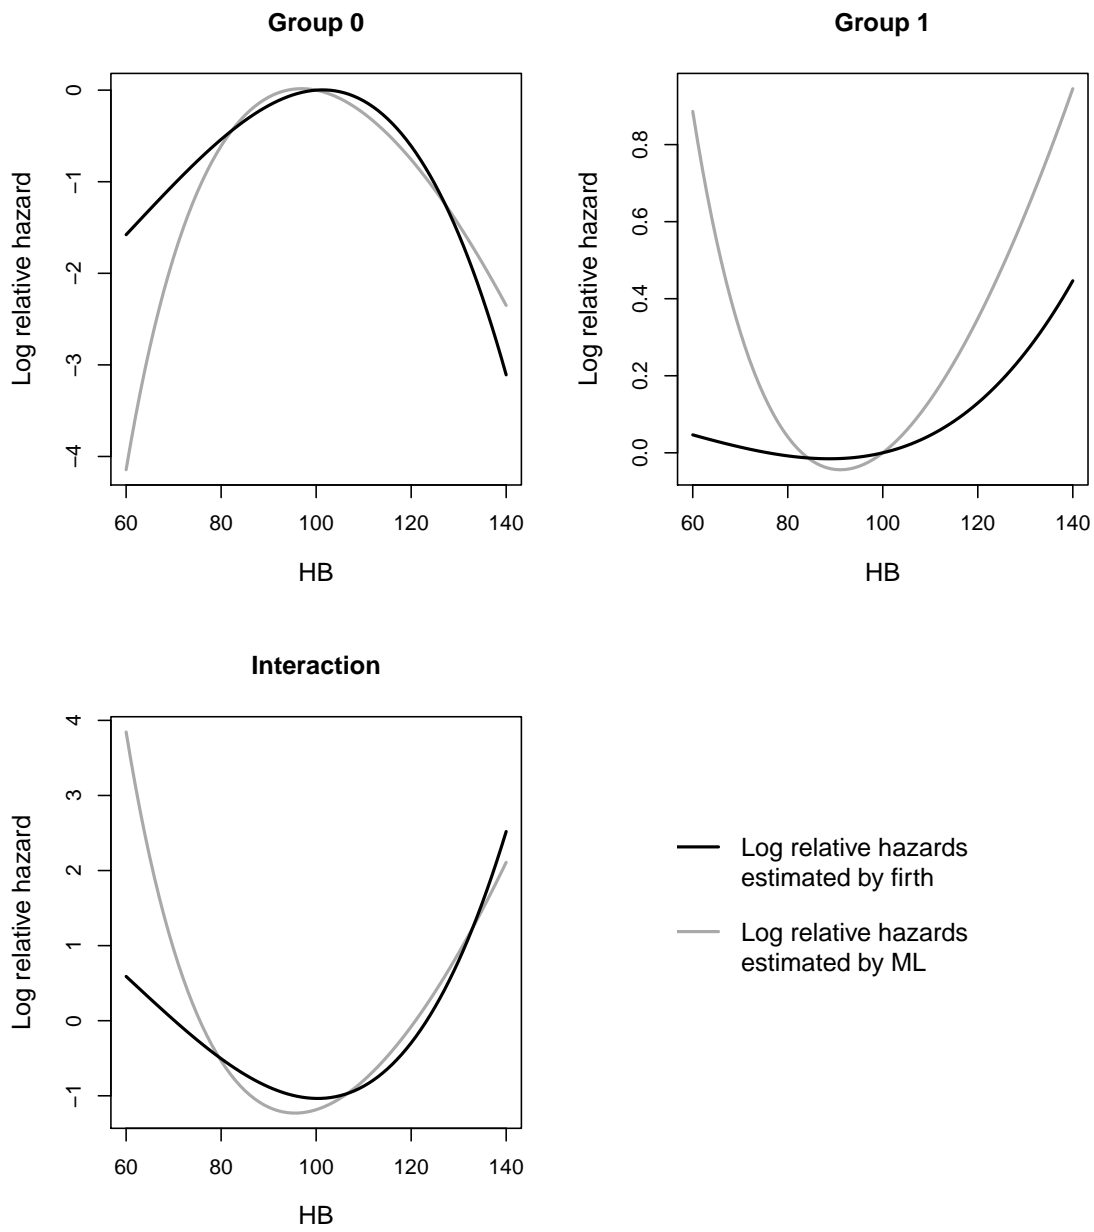 Group 0
Log relative hazard
0
−1
−2
−3
−4
60 80 100 120 140
HB
Group 1
Log relative hazard
0.8
0.6
0.4
0.2
0.0
60 80 100 120 140
HB
Interaction
Log relative hazard
4
3
2
1
0
−1
60 80 100 120 140
HB
Log relative hazards
estimated by firth
Log relative hazards
estimated by ML